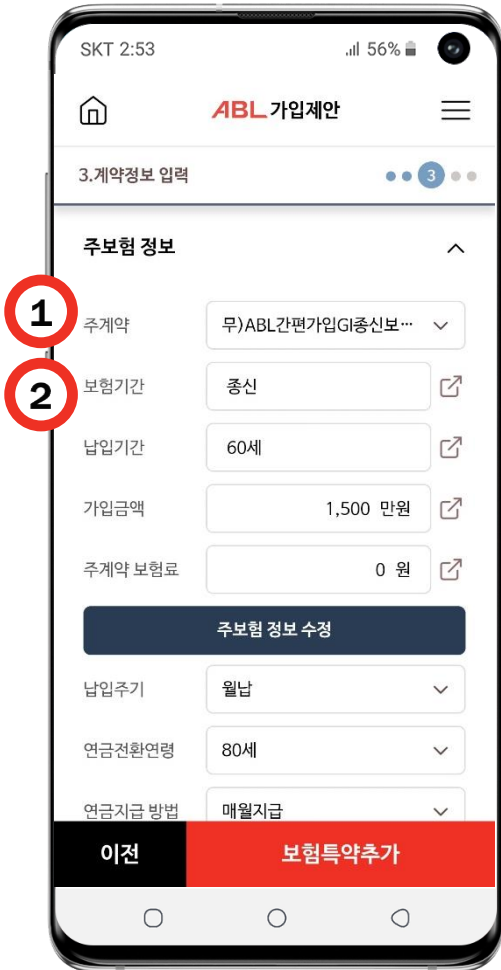 SKT 2:53
56%
ABL 가입제안
3.계약정보 입력
3
주보험 정보
1
주계약
무)ABL간편가입GI종신보…
2
보험기간
종신
납입기간
60세
가입금액
1,500 만원
주계약 보험료
0 원
주보험 정보 수정
납입주기
월납
연금전환연령
80세
연금지급 방법
매월지급
이전
보험특약추가